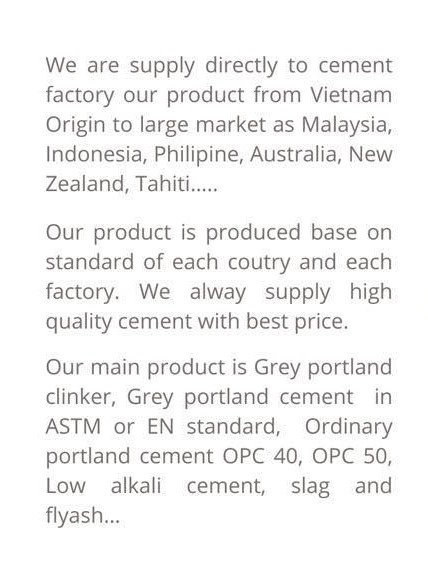 We are supply directly to cement
factory our product from Vietnam
Origin to large market as Malaysia,
Indonesia, Philipine, Australia, New
Zealand, Tahiti.....
Our product is produced base on
standard of each coutry and each
factory. We alway supply high
quality cement with best price.
Our main product is Grey portland
clinker, Grey portland cement in
ASTM or EN standard, Ordinary
portland cement OPC 40, OPC 50,
Low alkali cement, slag and
flyash...